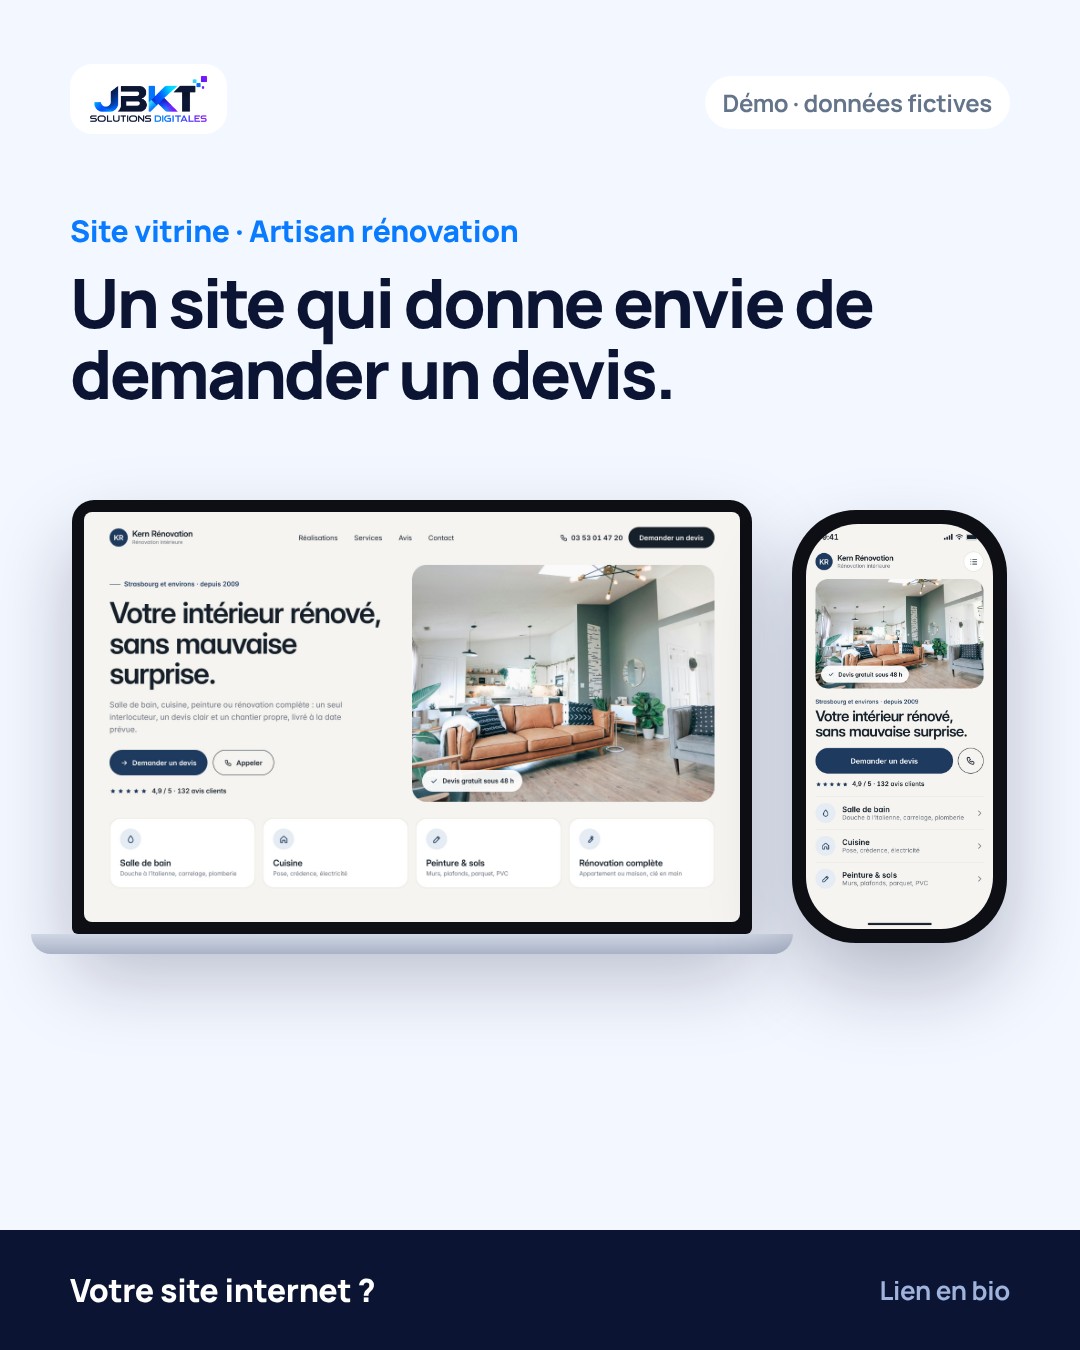 JBKT
SOLUTIONS DIGITALES
Démo · données fictives
Site vitrine · Artisan rénovation
Un site qui donne envie de
demander un devis.
KR
Kern Rénovation
Rénovation intérieure
Réalisations
Services
Avis
Contact
03 53 01 47 20
Demander un devis
Strasbourg et environs · depuis 2009
Votre intérieur rénové,
sans mauvaise
surprise.
Salle de bain, cuisine, peinture ou rénovation complète : un seul
interlocuteur, un devis clair et un chantier propre, livré à la date
prévue.
Demander un devis
Appeler
★★★★★ 4,9 / 5 · 132 avis clients
Devis gratuit sous 48 h
Salle de bain
Douche à l'italienne, carrelage, plomberie
Cuisine
Pose, crédence, électricité
Peinture & sols
Murs, plafonds, parquet, PVC
Rénovation complète
Appartement ou maison, clé en main
:41
KR
Kern Rénovation
Rénovation intérieure
Devis gratuit sous 48 h
Strasbourg et environs · depuis 2009
Votre intérieur rénové,
sans mauvaise surprise.
Demander un devis
★★★★★ 4,9 / 5 · 132 avis clients
Salle de bain
Douche à l'italienne, carrelage, plomberie
Cuisine
Pose, crédence, électricité
Peinture & sols
Murs, plafonds, parquet, PVC
Votre site internet ?
Lien en bio